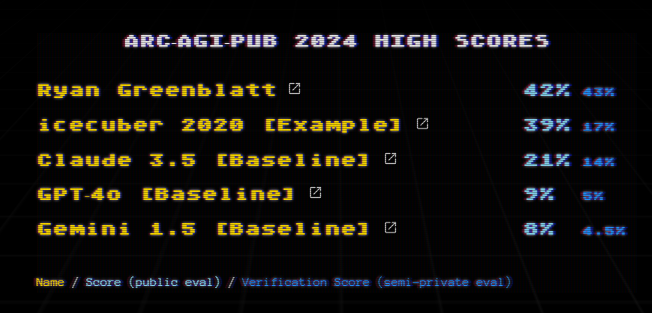 ARC-AGI-PUB 2024 HIGH SCORES
Ryan Greenblatt 42% 43%
icecuber 2020 [Example] 39% 17%
Claude 3.5 [Baseline] 21% 14%
GPT-4o [Baseline] 9% 5%
Gemini 1.5 [Baseline] 8% 4.5%
Name / Score (public eval) / Verification Score (semi-private eval)